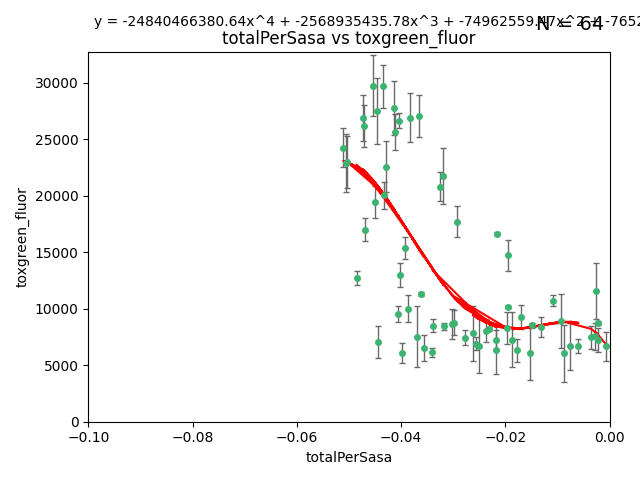 y = -24840466380.64x^4 + -2568935435.78x^3 + -74962559.47x^2 + -7652
N = 64
totalPerSasa vs toxgreen_fluor
toxgreen_fluor
30000
25000
20000
15000
10000
5000
0
−0.10 −0.08 −0.06 −0.04 −0.02 0.00
totalPerSasa